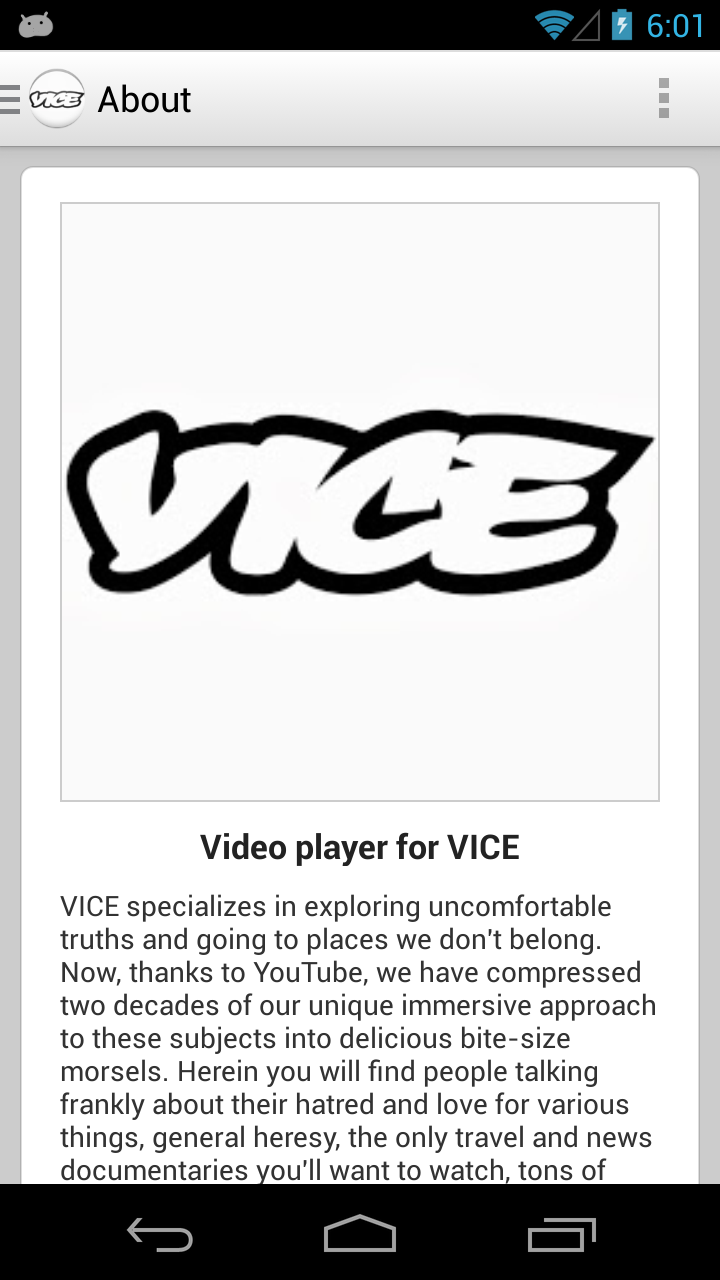 6:01
VICE About
VICE
Video player for VICE
VICE specializes in exploring uncomfortable
truths and going to places we don't belong.
Now, thanks to YouTube, we have compressed
two decades of our unique immersive approach
to these subjects into delicious bite-size
morsels. Herein you will find people talking
frankly about their hatred and love for various
things, general heresy, the only travel and news
documentaries you'll want to watch, tons of